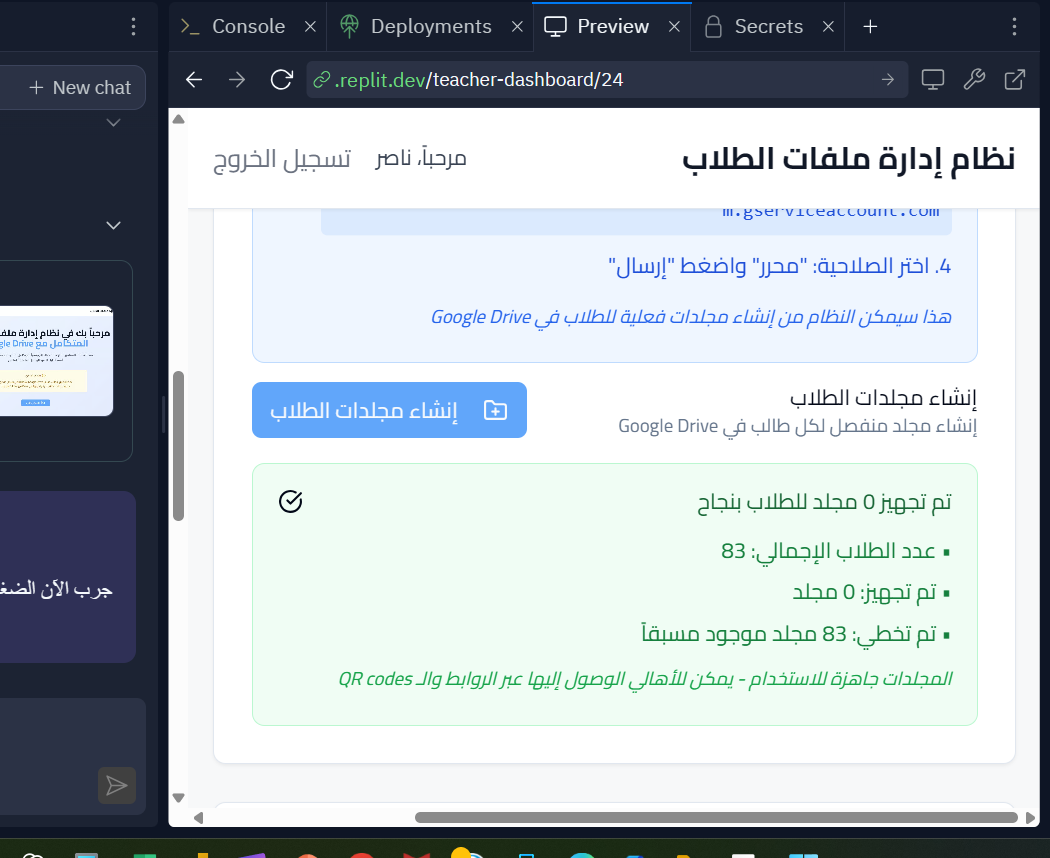 Console
Deployments
Preview
Secrets
New chat
.replit.dev/teacher-dashboard/24
نظام إدارة ملفات الطلاب
مرحباً، ناصر
تسجيل الخروج
m.gserviceaccount.com
4. اختر الصلاحية: "محرر" واضغط "إرسال"
هذا سيمكن النظام من إنشاء مجلدات فعلية للطلاب في Google Drive
إنشاء مجلدات الطلاب
إنشاء مجلد منفصل لكل طالب في Google Drive
إنشاء مجلدات الطلاب
تم تجهيز 0 مجلد للطلاب بنجاح
▪ عدد الطلاب الإجمالي: 83
▪ تم تجهيز: 0 مجلد
▪ تم تخطي: 83 مجلد موجود مسبقاً
المجلدات جاهزة للاستخدام - يمكن للأهالي الوصول إليها عبر الروابط والـ QR codes
مرحباً بك في نظام إدارة
المتكامل مع
جرب الآن